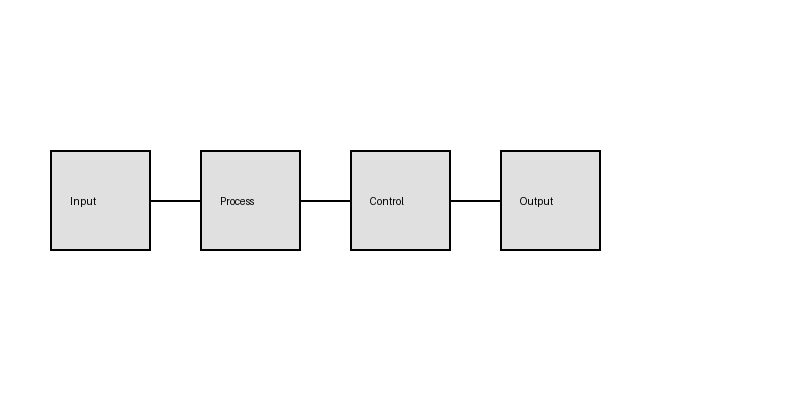 Input
Process
Control
Output